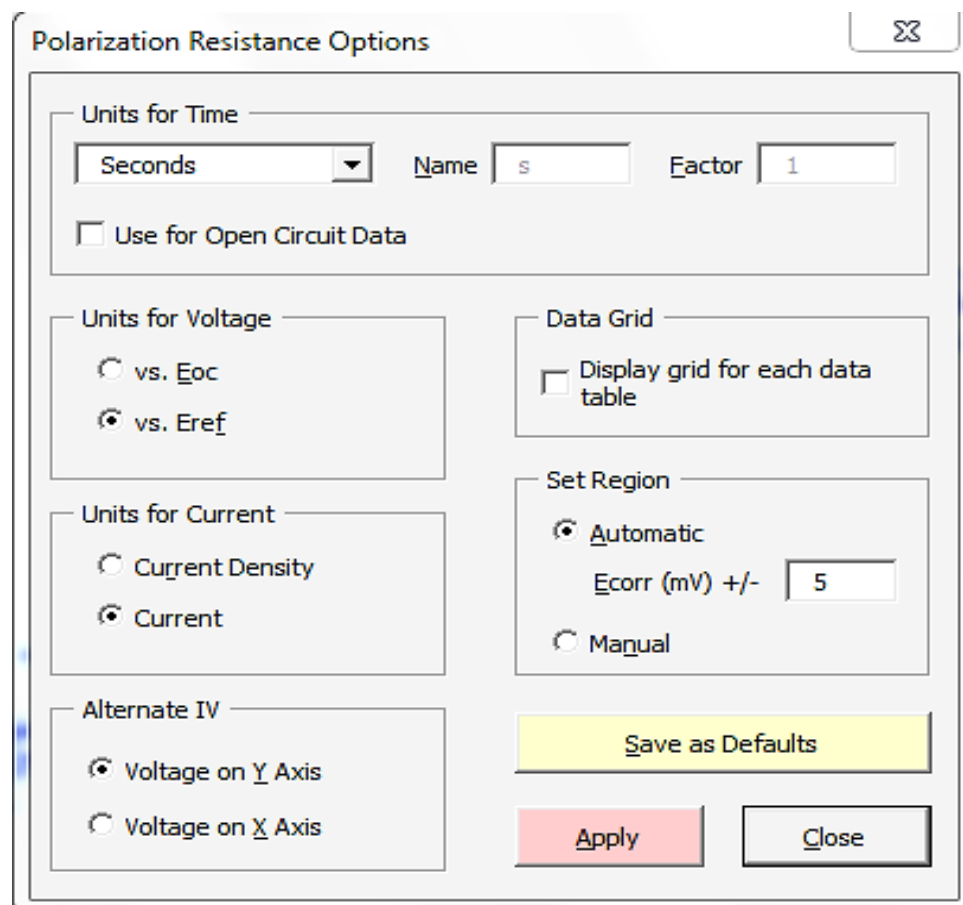 Polarization Resistance Options
Units for Time
Seconds Name s Factor 1
Use for Open Circuit Data
Units for Voltage
vs. Eoc
vs. Eref
Data Grid
Display grid for each data
table
Units for Current
Current Density
Current
Set Region
Automatic
Ecorr (mV) +/- 5
Manual
Alternate IV
Voltage on Y Axis
Voltage on X Axis
Save as Defaults
Apply Close